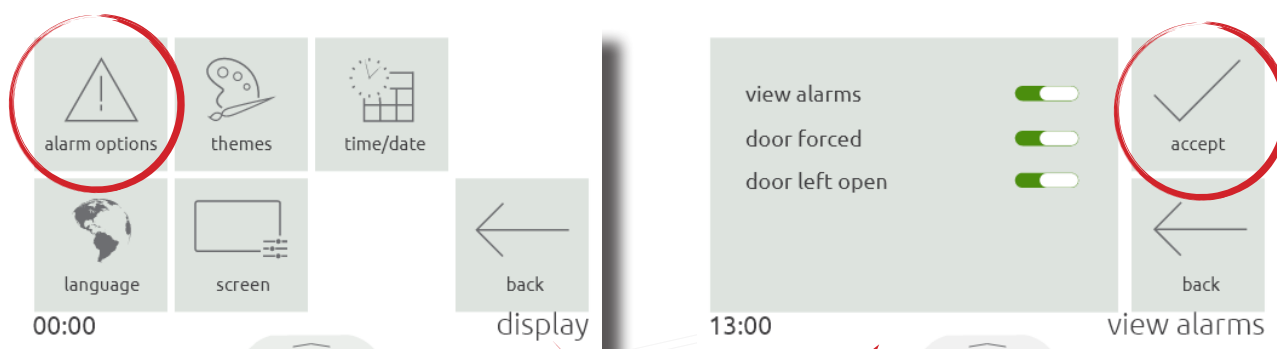 alarm options
themes
time/date
language
screen
back
00:00
display
view alarms
door forced
door left open
accept
back
13:00
view alarms